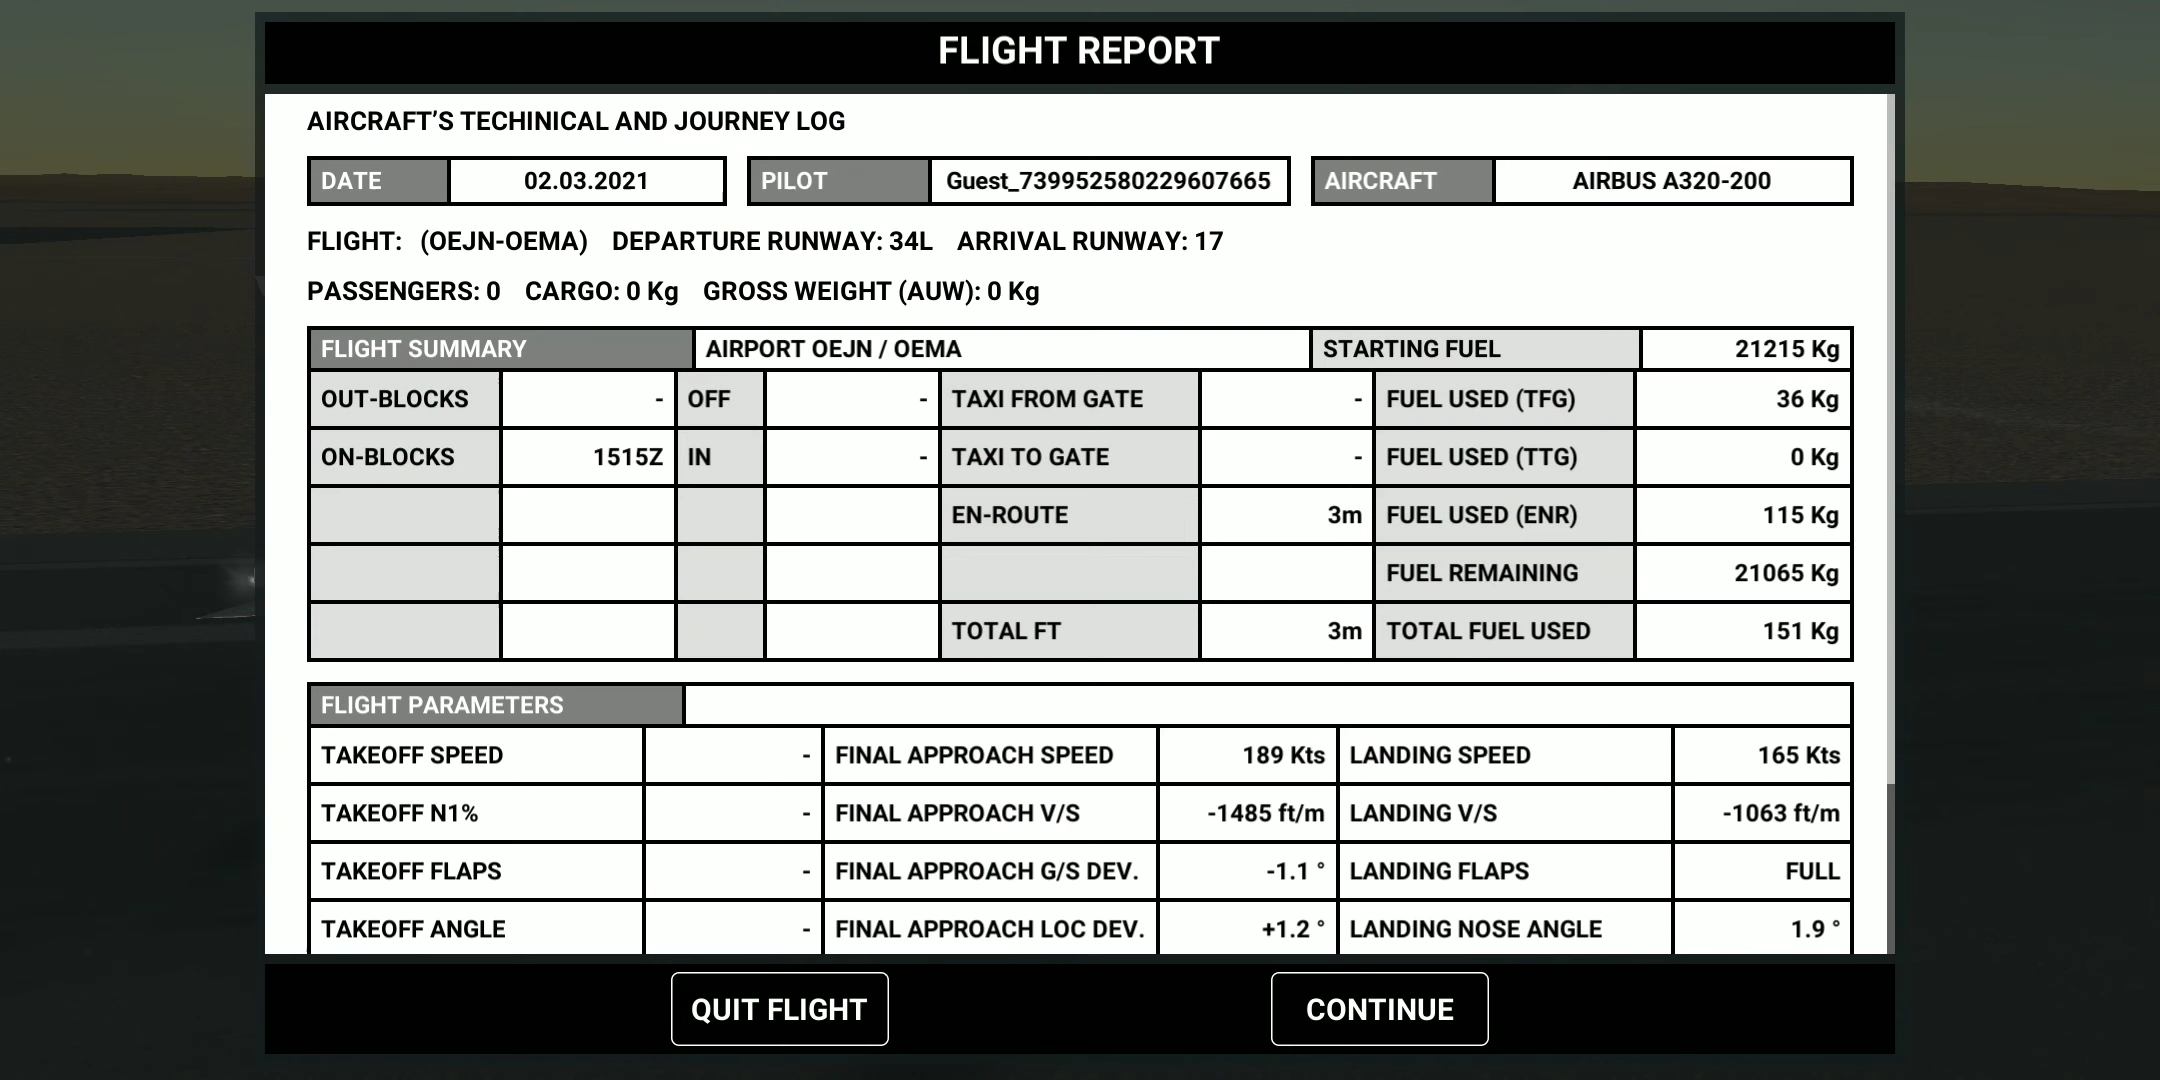 FLIGHT REPORT
AIRCRAFT’S TECHINICAL AND JOURNEY LOG
DATE 02.03.2021 PILOT Guest_739952580229607665 AIRCRAFT AIRBUS A320-200
FLIGHT: (OEJN-OEMA) DEPARTURE RUNWAY: 34L ARRIVAL RUNWAY: 17
PASSENGERS: 0 CARGO: 0 Kg GROSS WEIGHT (AUW): 0 Kg
FLIGHT SUMMARY AIRPORT OEJN / OEMA STARTING FUEL 21215 Kg
OUT-BLOCKS - OFF - TAXI FROM GATE - FUEL USED (TFG) 36 Kg
ON-BLOCKS 1515Z IN - TAXI TO GATE - FUEL USED (TTG) 0 Kg
EN-ROUTE 3m FUEL USED (ENR) 115 Kg
FUEL REMAINING 21065 Kg
TOTAL FT 3m TOTAL FUEL USED 151 Kg
FLIGHT PARAMETERS
TAKEOFF SPEED - FINAL APPROACH SPEED 189 Kts LANDING SPEED 165 Kts
TAKEOFF N1% - FINAL APPROACH V/S -1485 ft/m LANDING V/S -1063 ft/m
TAKEOFF FLAPS - FINAL APPROACH G/S DEV. -1.1 ° LANDING FLAPS FULL
TAKEOFF ANGLE - FINAL APPROACH LOC DEV. +1.2 ° LANDING NOSE ANGLE 1.9 °
QUIT FLIGHT CONTINUE